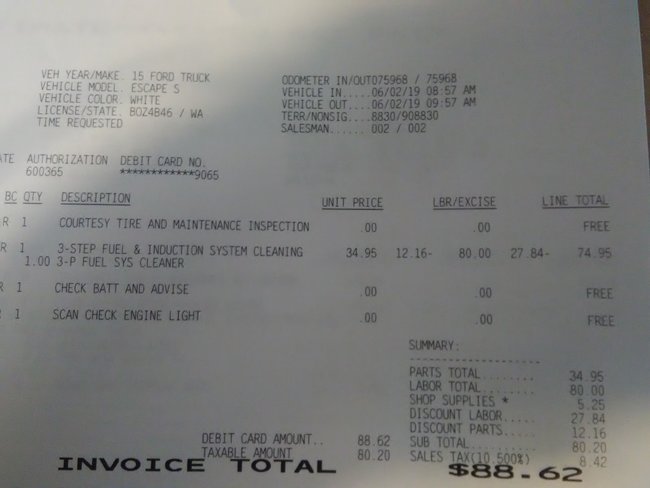 VEH YEAR/MAKE. 15 FORD TRUCK ODOMETER IN/OUT075968 / 75968
VEHICLE MODEL. ESCAPE S VEHICLE IN.....06/02/19 08:57 AM
VEHICLE COLOR. WHITE VEHICLE OUT....06/02/19 09:57 AM
LICENSE/STATE. BOZ4B46 / WA TERR/NONSIG....8830/908830
TIME REQUESTED SALESMAN...... 002 / 002
ATE AUTHORIZATION DEBIT CARD NO.
600365 ************9065
BC QTY DESCRIPTION UNIT PRICE LBR/EXCISE LINE TOTAL
R 1 COURTESY TIRE AND MAINTENANCE INSPECTION .00 .00 FREE
R 1 3-STEP FUEL & INDUCTION SYSTEM CLEANING 34.95 12.16- 80.00 27.84- 74.95
1.00 3-P FUEL SYS CLEANER
R 1 CHECK BATT AND ADVISE .00 .00 FREE
R 1 SCAN CHECK ENGINE LIGHT .00 .00 FREE
SUMMARY:
--------------------
PARTS TOTAL......... 34.95
LABOR TOTAL......... 80.00
SHOP SUPPLIES * 5.25
DISCOUNT LABOR..... 27.84
DISCOUNT PARTS..... 12.16
DEBIT CARD AMOUNT.. 88.62 SUB TOTAL.......... 80.20
TAXABLE AMOUNT 80.20 SALES TAX(10.500%) 8.42
INVOICE TOTAL $88.62